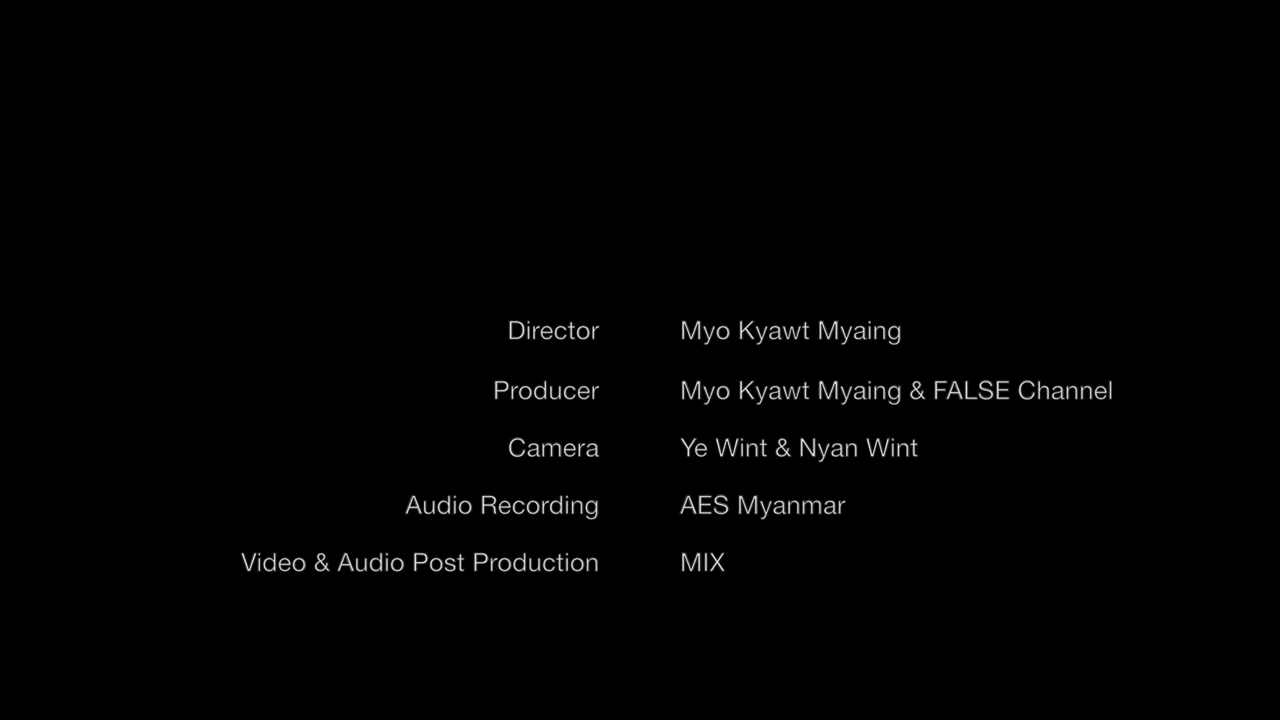 Director Myo Kyawt Myaing
Producer Myo Kyawt Myaing & FALSE Channel
Camera Ye Wint & Nyan Wint
Audio Recording AES Myanmar
Video & Audio Post Production MIX